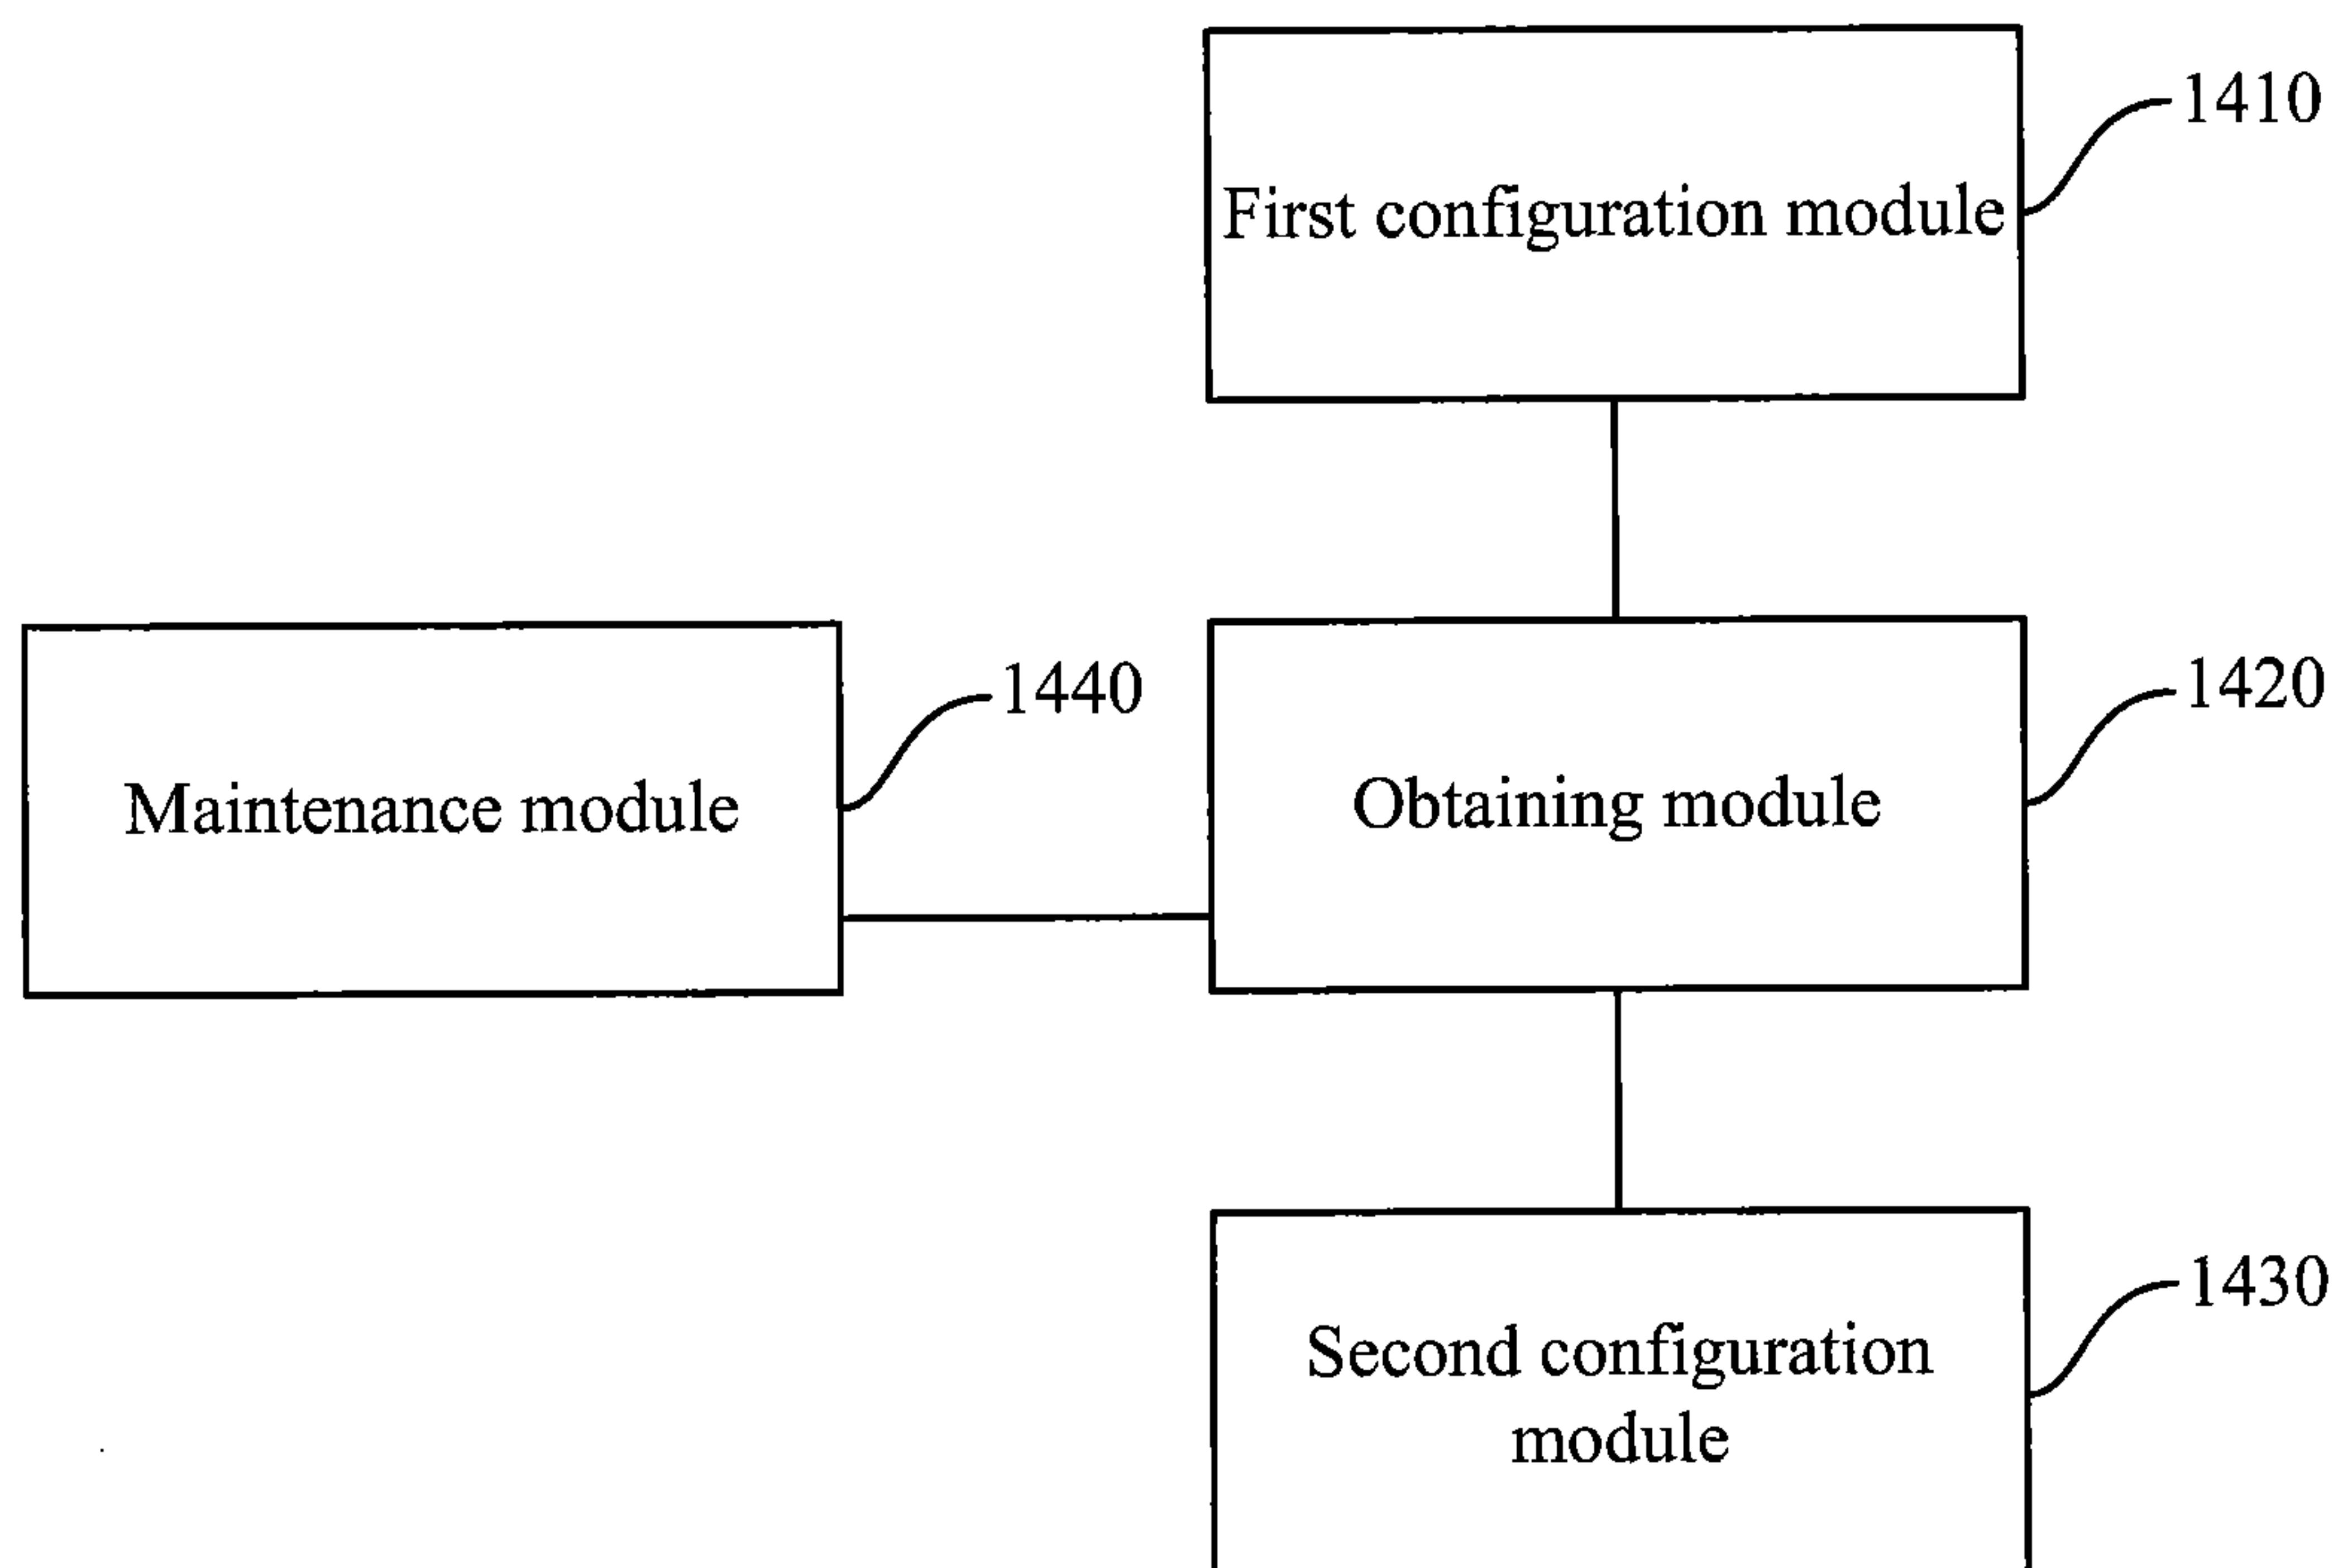 1410
First configuration module
1440
1420
Maintenance module
Obtaining module
1430
Second configuration
module